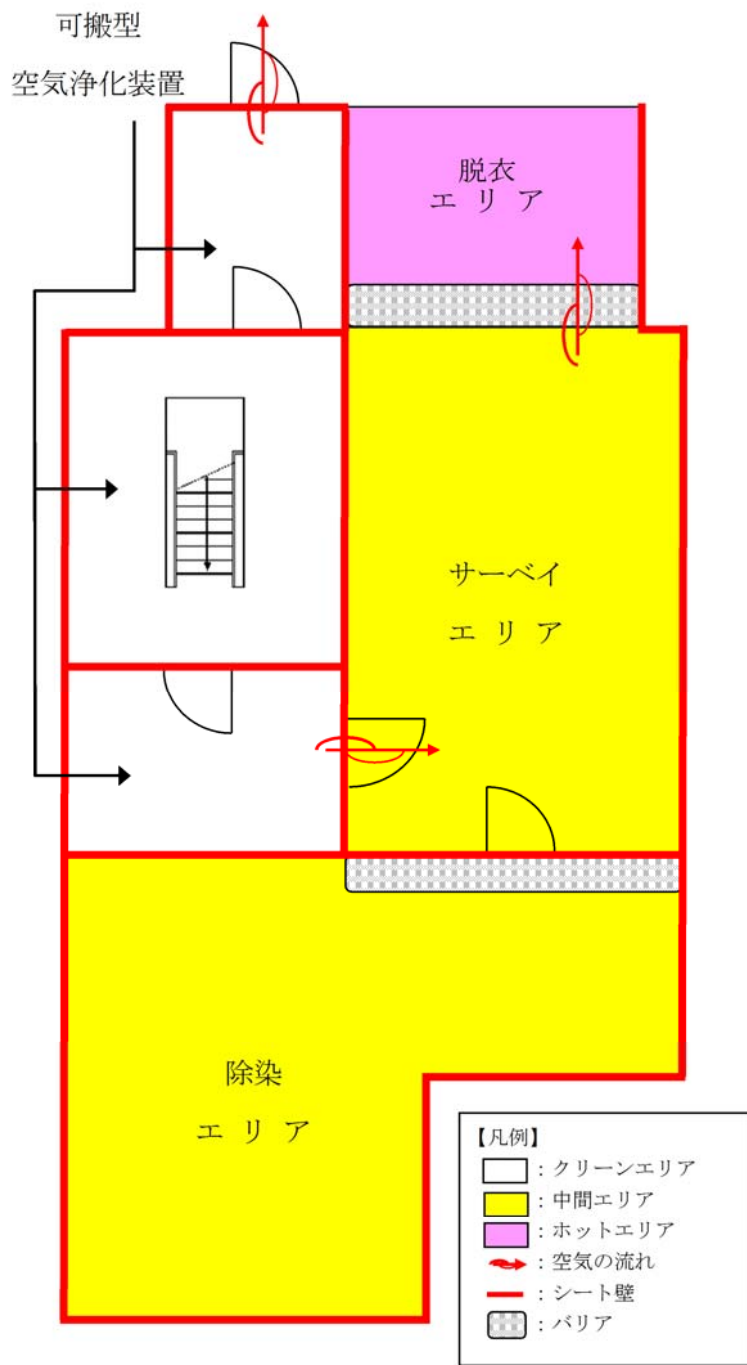 可搬型
空気浄化装置
脱衣
エ リ ア
サーベイ
エ リ ア
除染
エ リ ア
【凡例】
：クリーンエリア
：中間エリア
：ホットエリア
：空気の流れ
：シート壁
：バリア